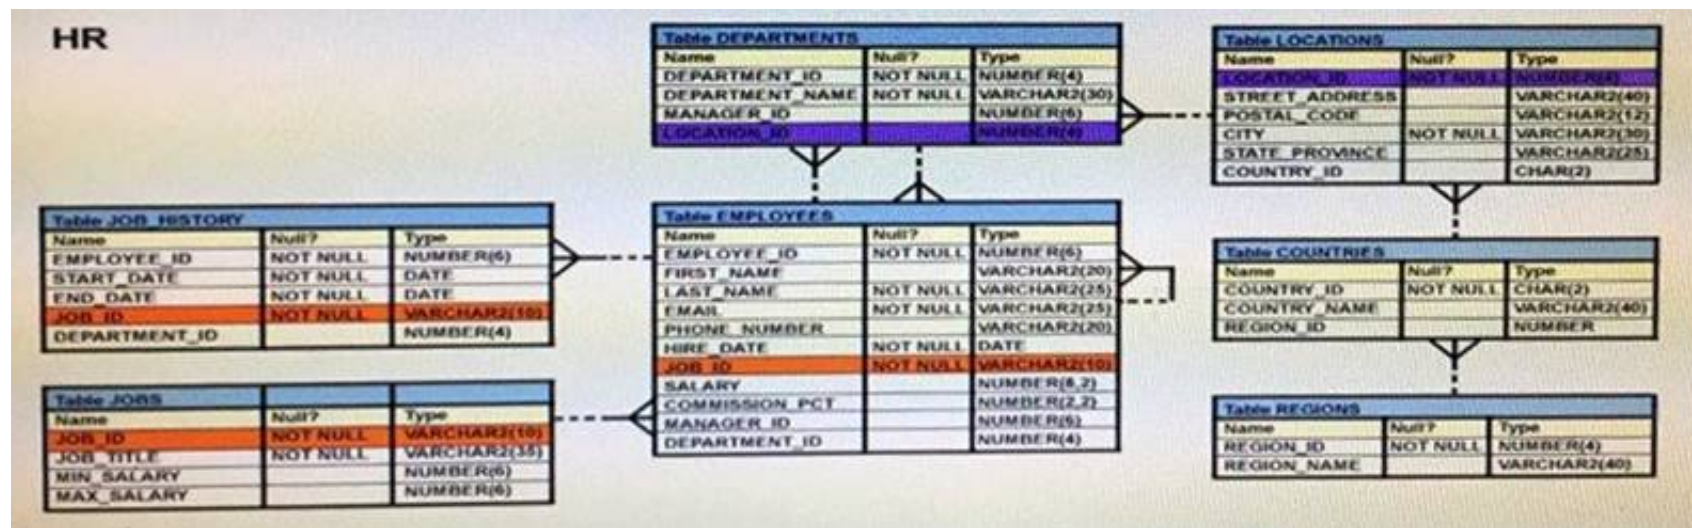 HR
Table DEPARTMENTS
Name Null? Type
DEPARTMENT_ID NOT NULL NUMBER(4)
DEPARTMENT_NAME NOT NULL VARCHAR2(30)
MANAGER_ID NUMBER(6)
LOCATION_ID NUMBER(4)
Table LOCATIONS
Name Null? Type
LOCATION_ID NOT NULL NUMBER(4)
STREET_ADDRESS VARCHAR2(40)
POSTAL_CODE VARCHAR2(12)
CITY NOT NULL VARCHAR2(30)
STATE_PROVINCE VARCHAR2(25)
COUNTRY_ID CHAR(2)
Table JOB_HISTORY
Name Null? Type
EMPLOYEE_ID NOT NULL NUMBER(6)
START_DATE NOT NULL DATE
END_DATE NOT NULL DATE
JOB_ID NOT NULL VARCHAR2(10)
DEPARTMENT_ID NUMBER(4)
Table EMPLOYEES
Name Null? Type
EMPLOYEE_ID NOT NULL NUMBER(6)
FIRST_NAME VARCHAR2(20)
LAST_NAME NOT NULL VARCHAR2(25)
EMAIL NOT NULL VARCHAR2(25)
PHONE_NUMBER VARCHAR2(20)
HIRE_DATE NOT NULL DATE
JOB_ID NOT NULL VARCHAR2(10)
SALARY NUMBER(8,2)
COMMISSION_PCT NUMBER(2,2)
MANAGER_ID NUMBER(6)
DEPARTMENT_ID NUMBER(4)
Table COUNTRIES
Name Null? Type
COUNTRY_ID NOT NULL CHAR(2)
COUNTRY_NAME VARCHAR2(40)
REGION_ID NUMBER
Table JOBS
Name Null? Type
JOB_ID NOT NULL VARCHAR2(10)
JOB_TITLE NOT NULL VARCHAR2(35)
MIN_SALARY NUMBER(6)
MAX_SALARY NUMBER(6)
Table REGIONS
Name Null? Type
REGION_ID NOT NULL NUMBER(4)
REGION_NAME VARCHAR2(40)